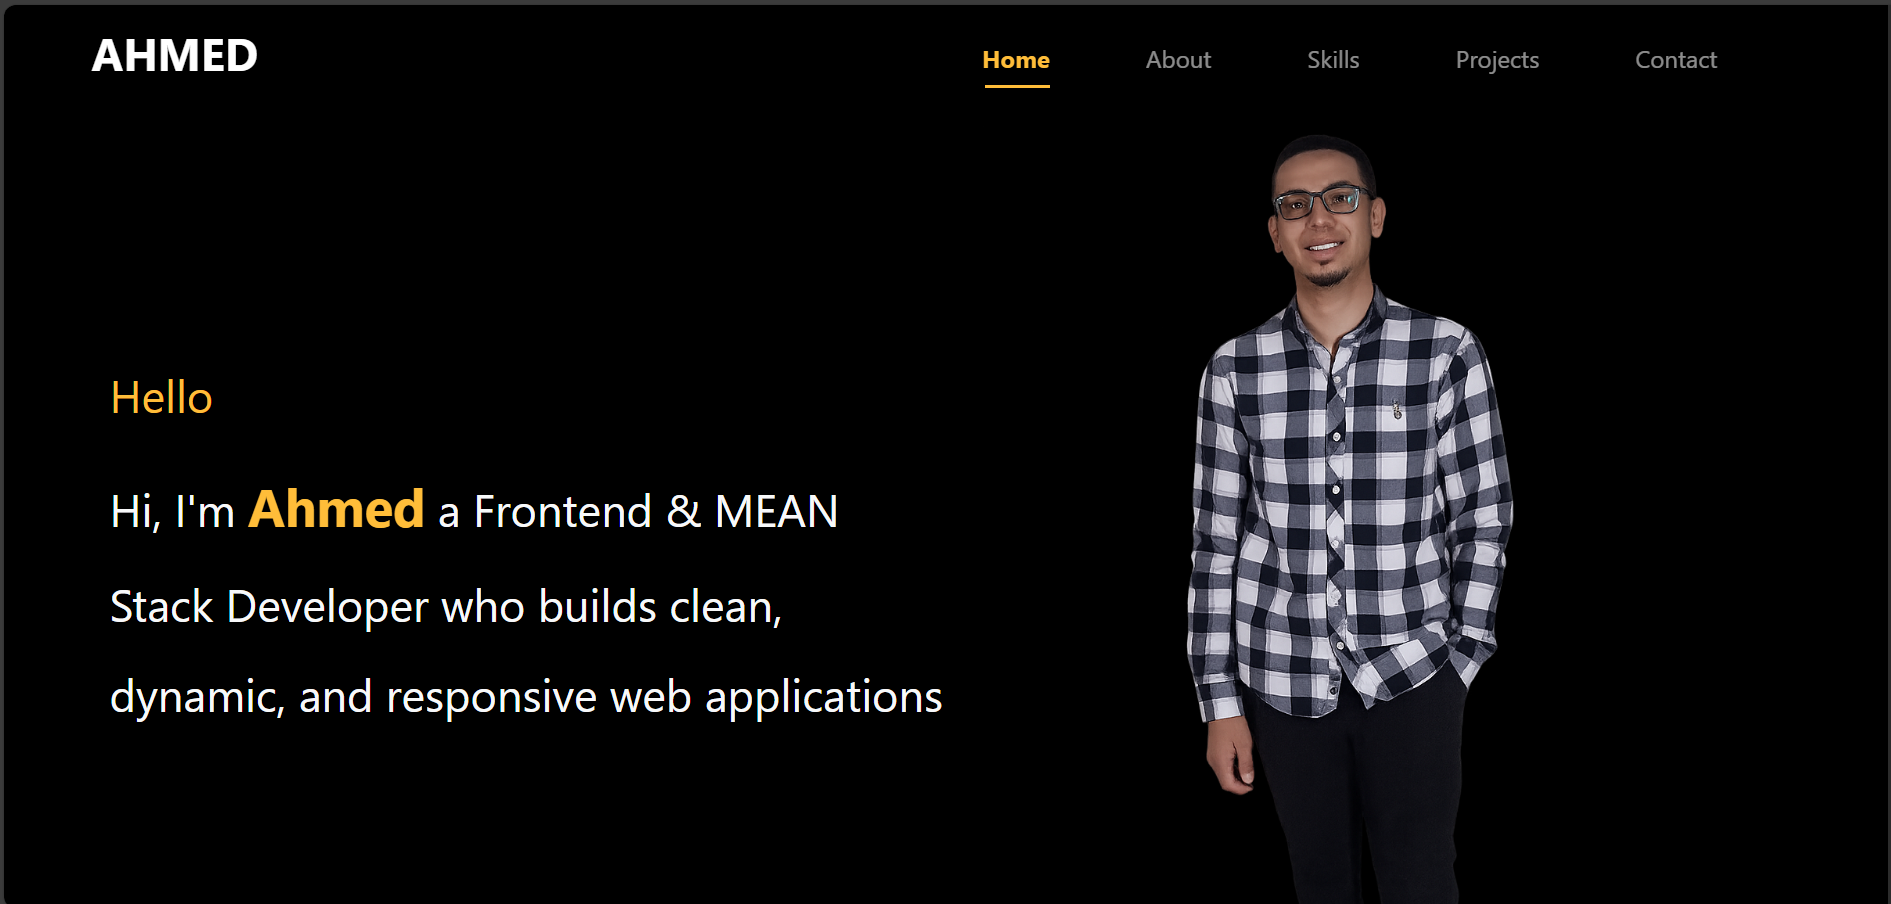 AHMED
Home About Skills Projects Contact
Hello
Hi, I'm Ahmed a Frontend & MEAN
Stack Developer who builds clean,
dynamic, and responsive web applications